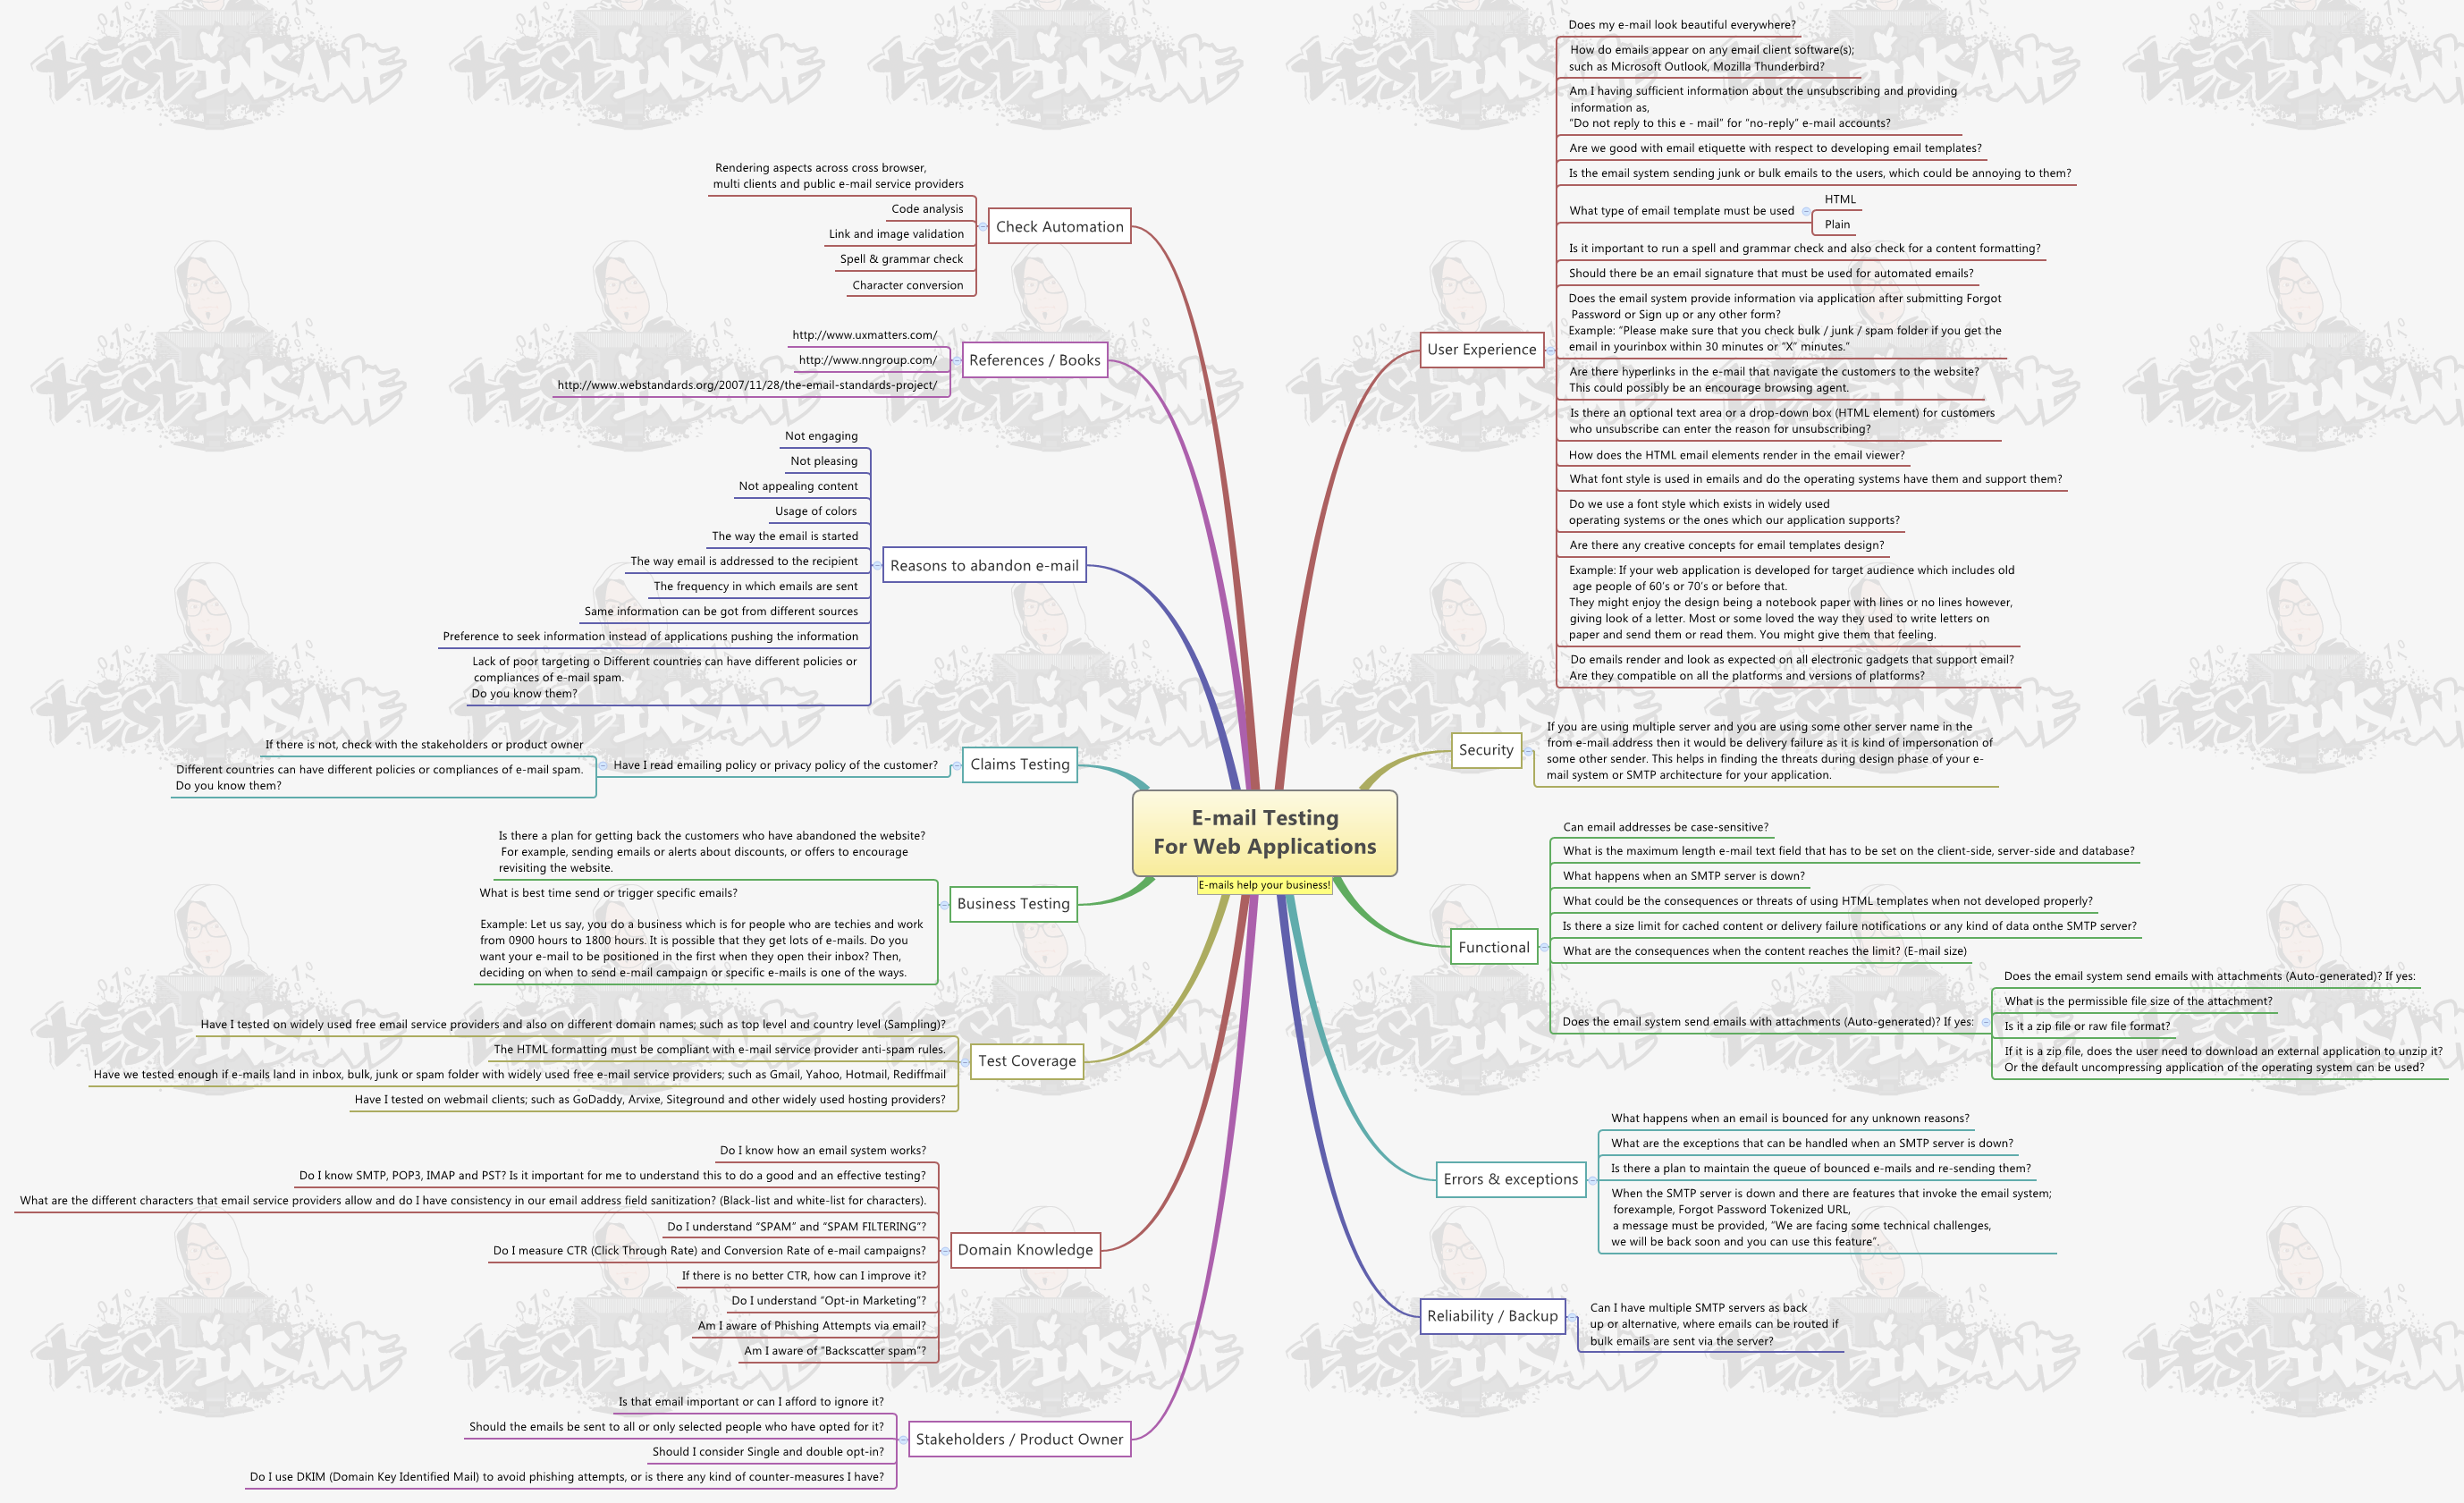 E-mail Testing
For Web Applications
E-mails help your business!
User Experience
Does my e-mail look beautiful everywhere?
How do emails appear on any email client software(s);
such as Microsoft Outlook, Mozilla Thunderbird?
Am I having sufficient information about the unsubscribing and providing
information as,
"Do not reply to this e - mail" for "no-reply" e-mail accounts?
Are we good with email etiquette with respect to developing email templates?
Is the email system sending junk or bulk emails to the users, which could be annoying to them?
What type of email template must be used
HTML
Plain
Is it important to run a spell and grammar check and also check for a content formatting?
Should there be an email signature that must be used for automated emails?
Does the email system provide information via application after submitting Forgot
Password or Sign up or any other form?
Example: "Please make sure that you check bulk / junk / spam folder if you get the
email in yourinbox within 30 minutes or "X" minutes."
Are there hyperlinks in the e-mail that navigate the customers to the website?
This could possibly be an encourage browsing agent.
Is there an optional text area or a drop-down box (HTML element) for customers
who unsubscribe can enter the reason for unsubscribing?
How does the HTML email elements render in the email viewer?
What font style is used in emails and do the operating systems have them and support them?
Do we use a font style which exists in widely used
operating systems or the ones which our application supports?
Are there any creative concepts for email templates design?
Example: If your web application is developed for target audience which includes old
age people of 60's or 70's or before that.
They might enjoy the design being a notebook paper with lines or no lines however,
giving look of a letter. Most or some loved the way they used to write letters on
paper and send them or read them. You might give them that feeling.
Do emails render and look as expected on all electronic gadgets that support email?
Are they compatible on all the platforms and versions of platforms?
Security
If you are using multiple server and you are using some other server name in the
from e-mail address then it would be delivery failure as it is kind of impersonation of
some other sender. This helps in finding the threats during design phase of your e-
mail system or SMTP architecture for your application.
Functional
Can email addresses be case-sensitive?
What is the maximum length e-mail text field that has to be set on the client-side, server-side and database?
What happens when an SMTP server is down?
What could be the consequences or threats of using HTML templates when not developed properly?
Is there a size limit for cached content or delivery failure notifications or any kind of data onthe SMTP server?
What are the consequences when the content reaches the limit? (E-mail size)
Does the email system send emails with attachments (Auto-generated)? If yes:
Does the email system send emails with attachments (Auto-generated)? If yes:
What is the permissible file size of the attachment?
Is it a zip file or raw file format?
If it is a zip file, does the user need to download an external application to unzip it?
Or the default uncompressing application of the operating system can be used?
Errors & exceptions
What happens when an email is bounced for any unknown reasons?
What are the exceptions that can be handled when an SMTP server is down?
Is there a plan to maintain the queue of bounced e-mails and re-sending them?
When the SMTP server is down and there are features that invoke the email system;
forexample, Forgot Password Tokenized URL,
a message must be provided, "We are facing some technical challenges,
we will be back soon and you can use this feature".
Reliability / Backup
Can I have multiple SMTP servers as back
up or alternative, where emails can be routed if
bulk emails are sent via the server?
Check Automation
Rendering aspects across cross browser,
multi clients and public e-mail service providers
Code analysis
Link and image validation
Spell & grammar check
Character conversion
References / Books
http://www.uxmatters.com/
http://www.nngroup.com/
http://www.webstandards.org/2007/11/28/the-email-standards-project/
Reasons to abandon e-mail
Not engaging
Not pleasing
Not appealing content
Usage of colors
The way the email is started
The way email is addressed to the recipient
The frequency in which emails are sent
Same information can be got from different sources
Preference to seek information instead of applications pushing the information
Lack of poor targeting o Different countries can have different policies or
compliances of e-mail spam.
Do you know them?
Claims Testing
Have I read emailing policy or privacy policy of the customer?
If there is not, check with the stakeholders or product owner
Different countries can have different policies or compliances of e-mail spam.
Do you know them?
Business Testing
Is there a plan for getting back the customers who have abandoned the website?
For example, sending emails or alerts about discounts, or offers to encourage
revisiting the website.
What is best time send or trigger specific emails?
Example: Let us say, you do a business which is for people who are techies and work
from 0900 hours to 1800 hours. It is possible that they get lots of e-mails. Do you
want your e-mail to be positioned in the first when they open their inbox? Then,
deciding on when to send e-mail campaign or specific e-mails is one of the ways.
Test Coverage
Have I tested on widely used free email service providers and also on different domain names; such as top level and country level (Sampling)?
The HTML formatting must be compliant with e-mail service provider anti-spam rules.
Have we tested enough if e-mails land in inbox, bulk, junk or spam folder with widely used free e-mail service providers; such as Gmail, Yahoo, Hotmail, Rediffmail
Have I tested on webmail clients; such as GoDaddy, Arvixe, Siteground and other widely used hosting providers?
Domain Knowledge
Do I know how an email system works?
Do I know SMTP, POP3, IMAP and PST? Is it important for me to understand this to do a good and an effective testing?
What are the different characters that email service providers allow and do I have consistency in our email address field sanitization? (Black-list and white-list for characters).
Do I understand "SPAM" and "SPAM FILTERING"?
Do I measure CTR (Click Through Rate) and Conversion Rate of e-mail campaigns?
If there is no better CTR, how can I improve it?
Do I understand "Opt-in Marketing"?
Am I aware of Phishing Attempts via email?
Am I aware of "Backscatter spam"?
Stakeholders / Product Owner
Is that email important or can I afford to ignore it?
Should the emails be sent to all or only selected people who have opted for it?
Should I consider Single and double opt-in?
Do I use DKIM (Domain Key Identified Mail) to avoid phishing attempts, or is there any kind of counter-measures I have?
TEST INSANE